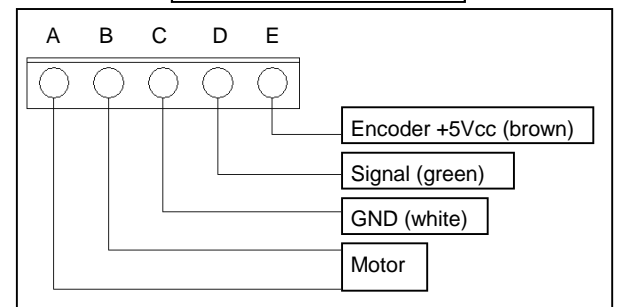 A B C D E
Encoder +5Vcc (brown)
Signal (green)
GND (white)
Motor